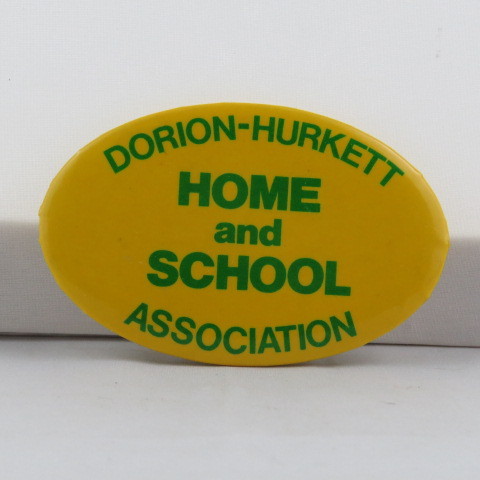 DORION-HURKETT
HOME
and
SCHOOL
ASSOCIATION